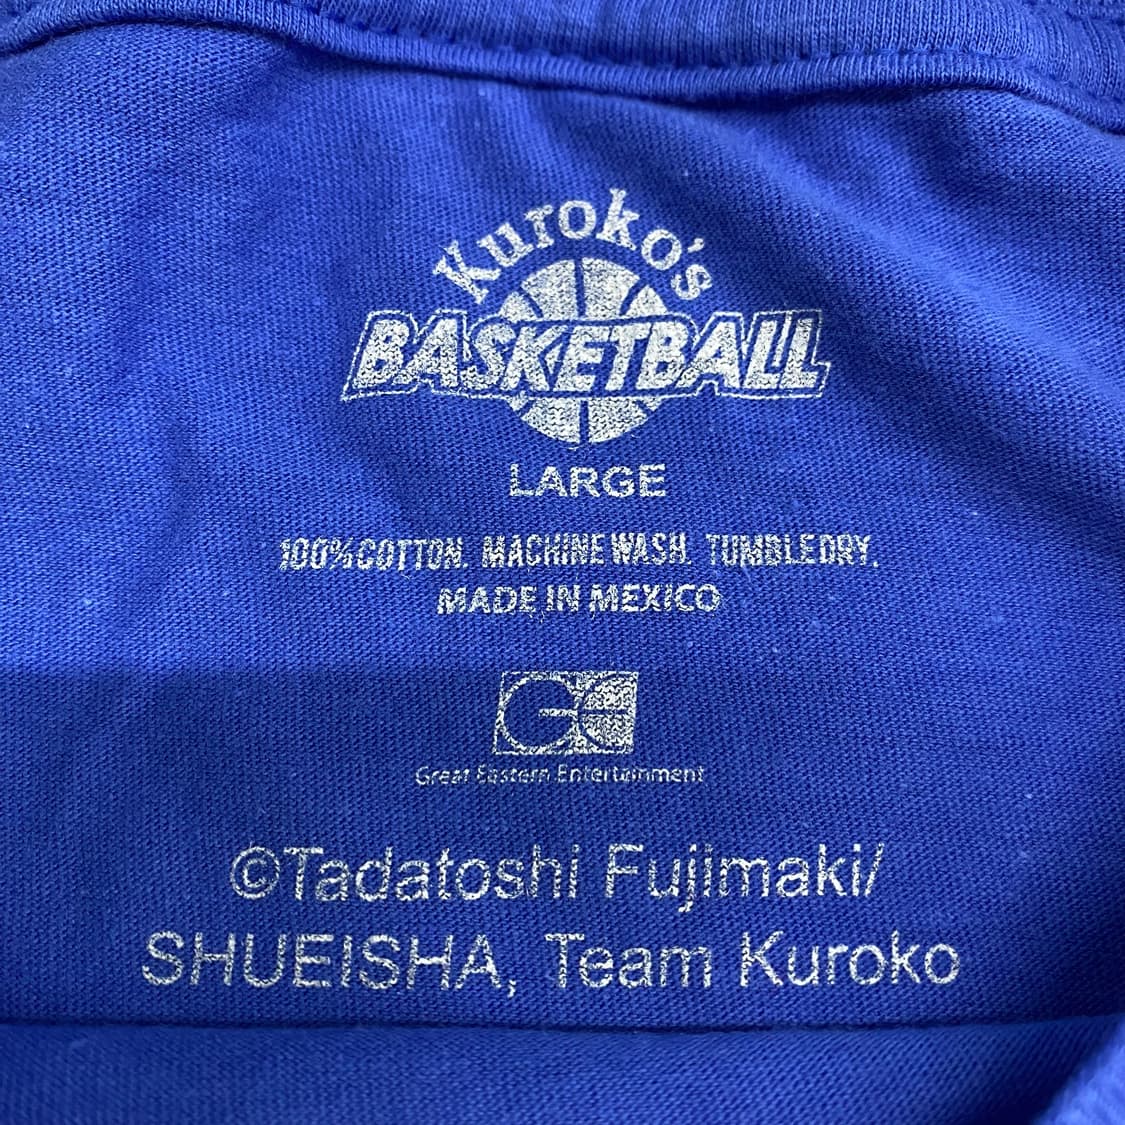 Kuroko's
BASKETBALL
LARGE
100% COTTON. MACHINE WASH. TUMBLE DRY.
MADE IN MEXICO
GE
Great Eastern Entertainment
©Tadatoshi Fujimaki/
SHUEISHA, Team Kuroko